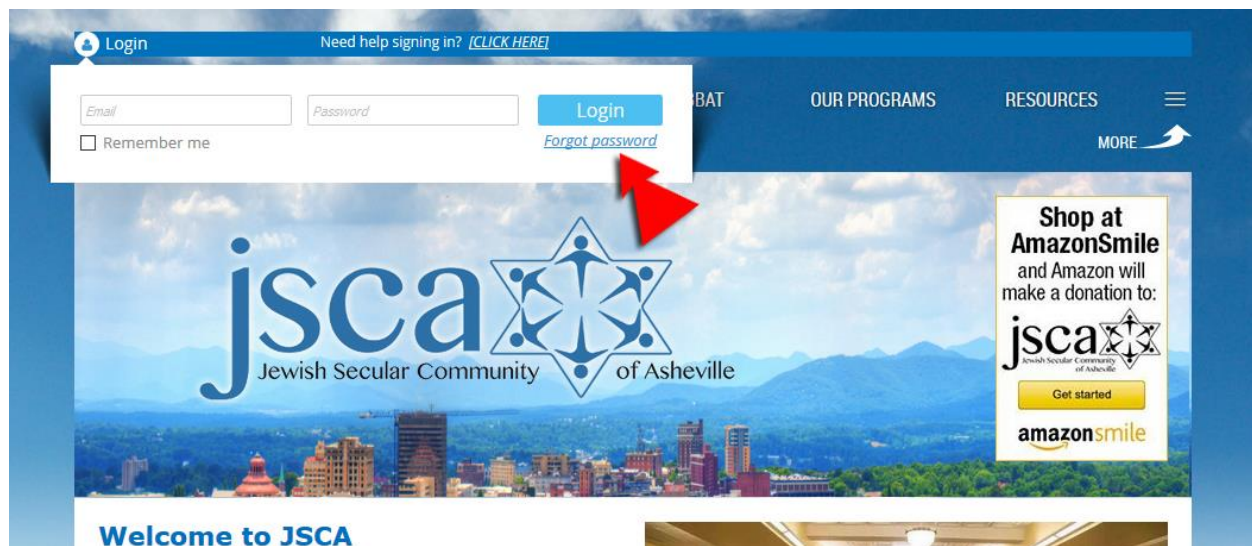 Login
Need help signing in? [CLICK HERE]
Email
Password
Login
Remember me
Forgot password
BAT
OUR PROGRAMS
RESOURCES
MORE
jsca
Jewish Secular Community of Asheville
Shop at
AmazonSmile
and Amazon will
make a donation to:
jsca
Jewish Secular Community
of Asheville
Get started
amazonsmile
Welcome to JSCA